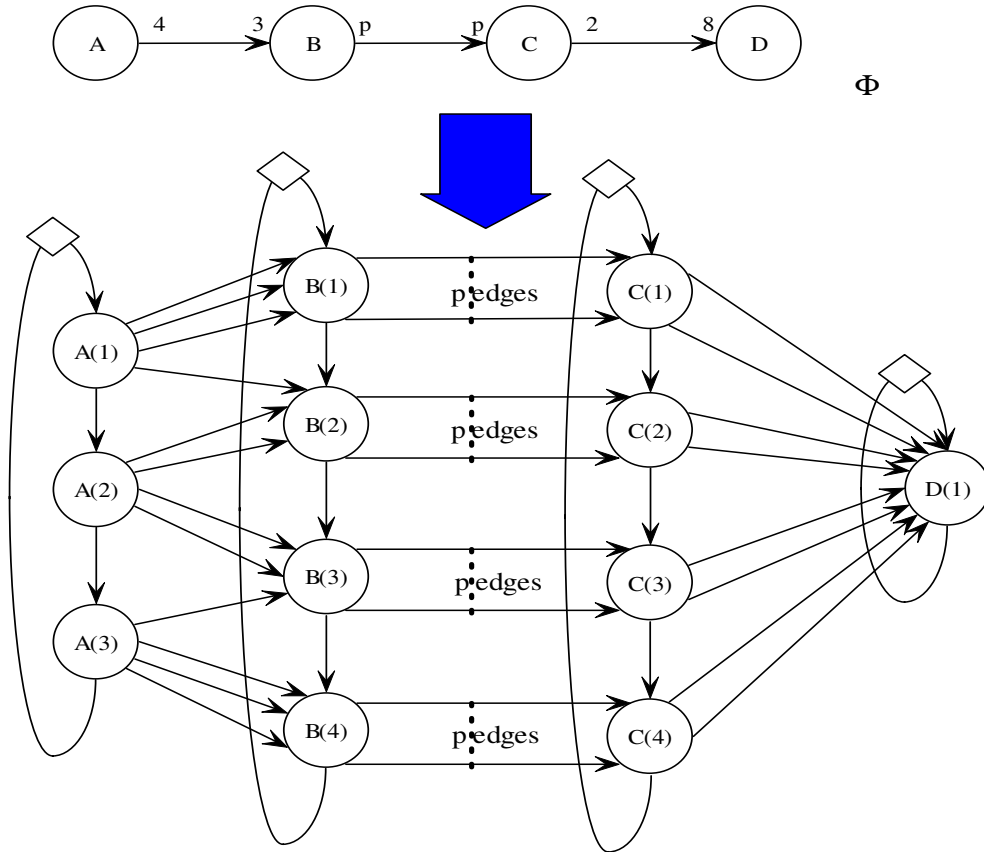 4 3 p p 2 8
A B C D
Φ
B(1) p edges C(1)
A(1)
B(2) p edges C(2)
A(2) D(1)
B(3) p edges C(3)
A(3)
B(4) p edges C(4)